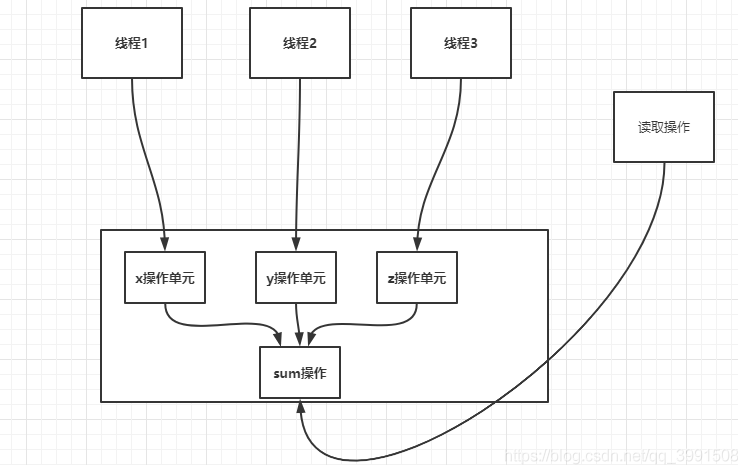 线程1
线程2
线程3
读取操作
x操作单元
y操作单元
z操作单元
sum操作
https://blog.csdn.net/qq_3991508